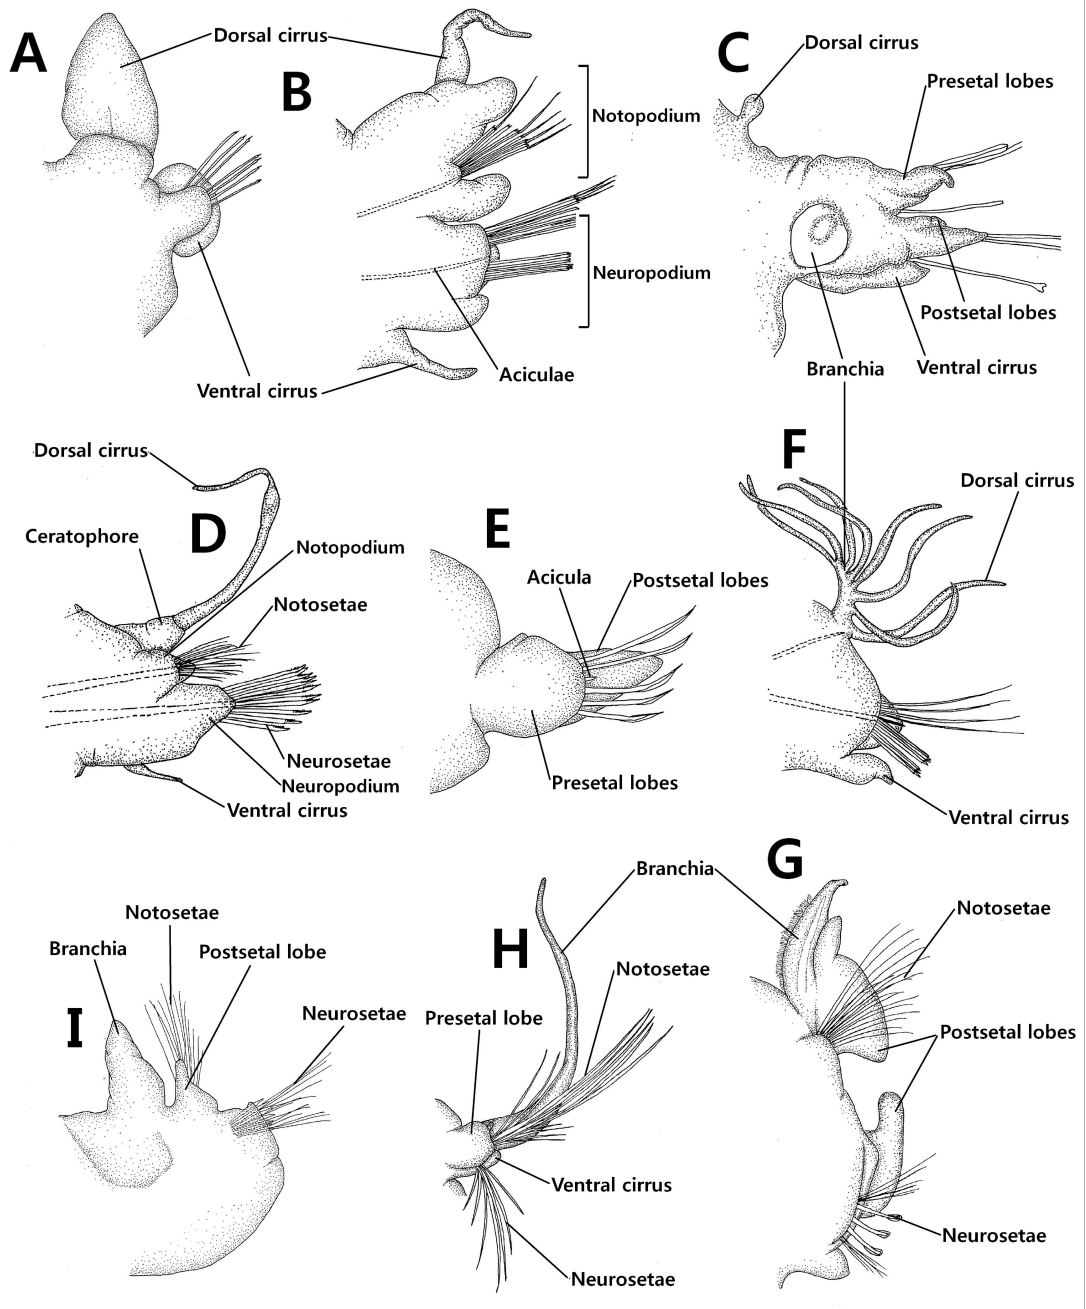 A
Dorsal cirrus
B
Notopodium
Neuropodium
Ventral cirrus
Aciculae
C
Dorsal cirrus
Presetal lobes
Postsetal lobes
Branchia
Ventral cirrus
Dorsal cirrus
Ceratophore
D
Notopodium
Notosetae
Neurosetae
Neuropodium
Ventral cirrus
E
Acicula
Postsetal lobes
Presetal lobes
F
Dorsal cirrus
Ventral cirrus
Branchia
G
Notosetae
Postsetal lobes
Neurosetae
H
Notosetae
Presetal lobe
Ventral cirrus
Neurosetae
Notosetae
Branchia
Postsetal lobe
I
Neurosetae